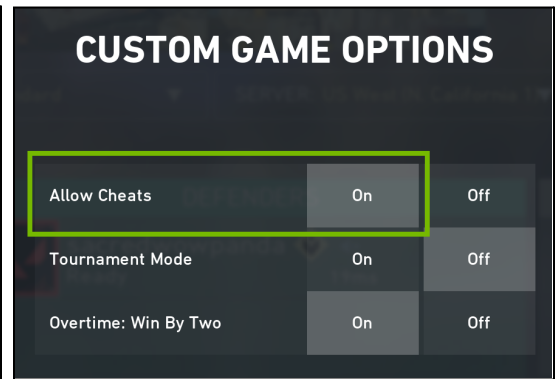 CUSTOM GAME OPTIONS
Allow Cheats On Off
Tournament Mode On Off
Overtime: Win By Two On Off